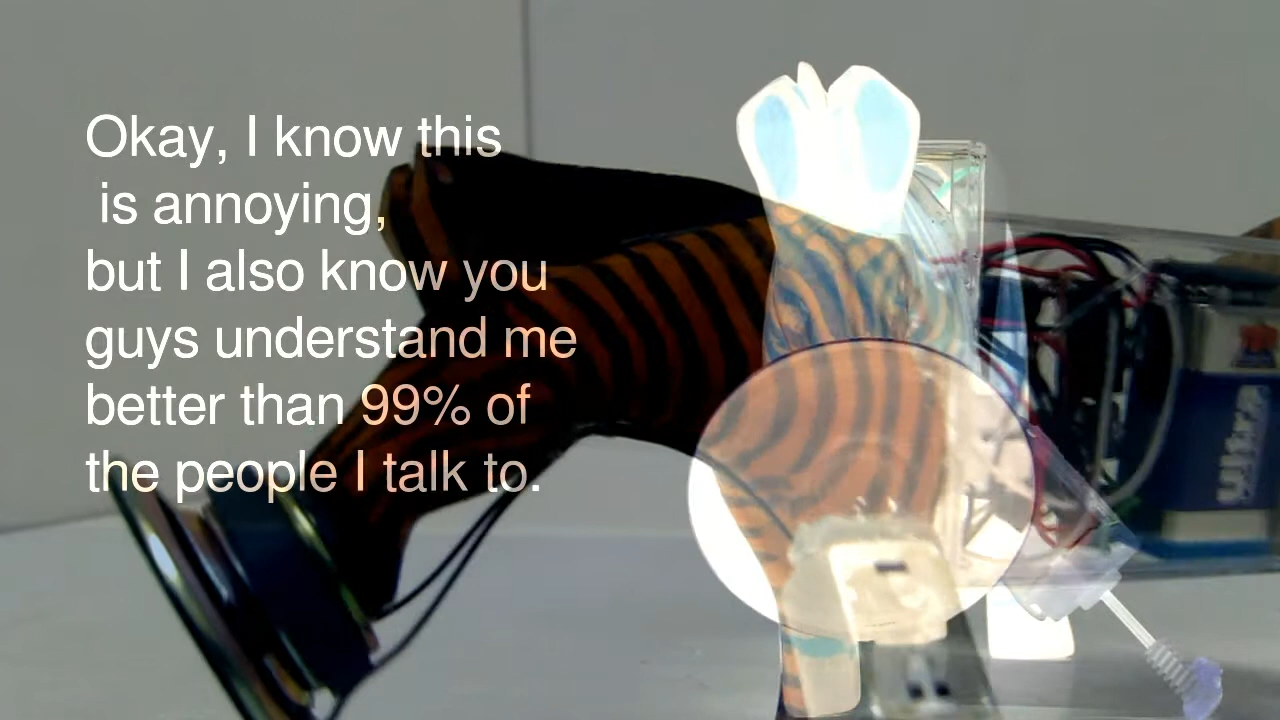 Okay, I know this
is annoying,
but I also know you
guys understand me
better than 99% of
the people I talk to.
Ultra